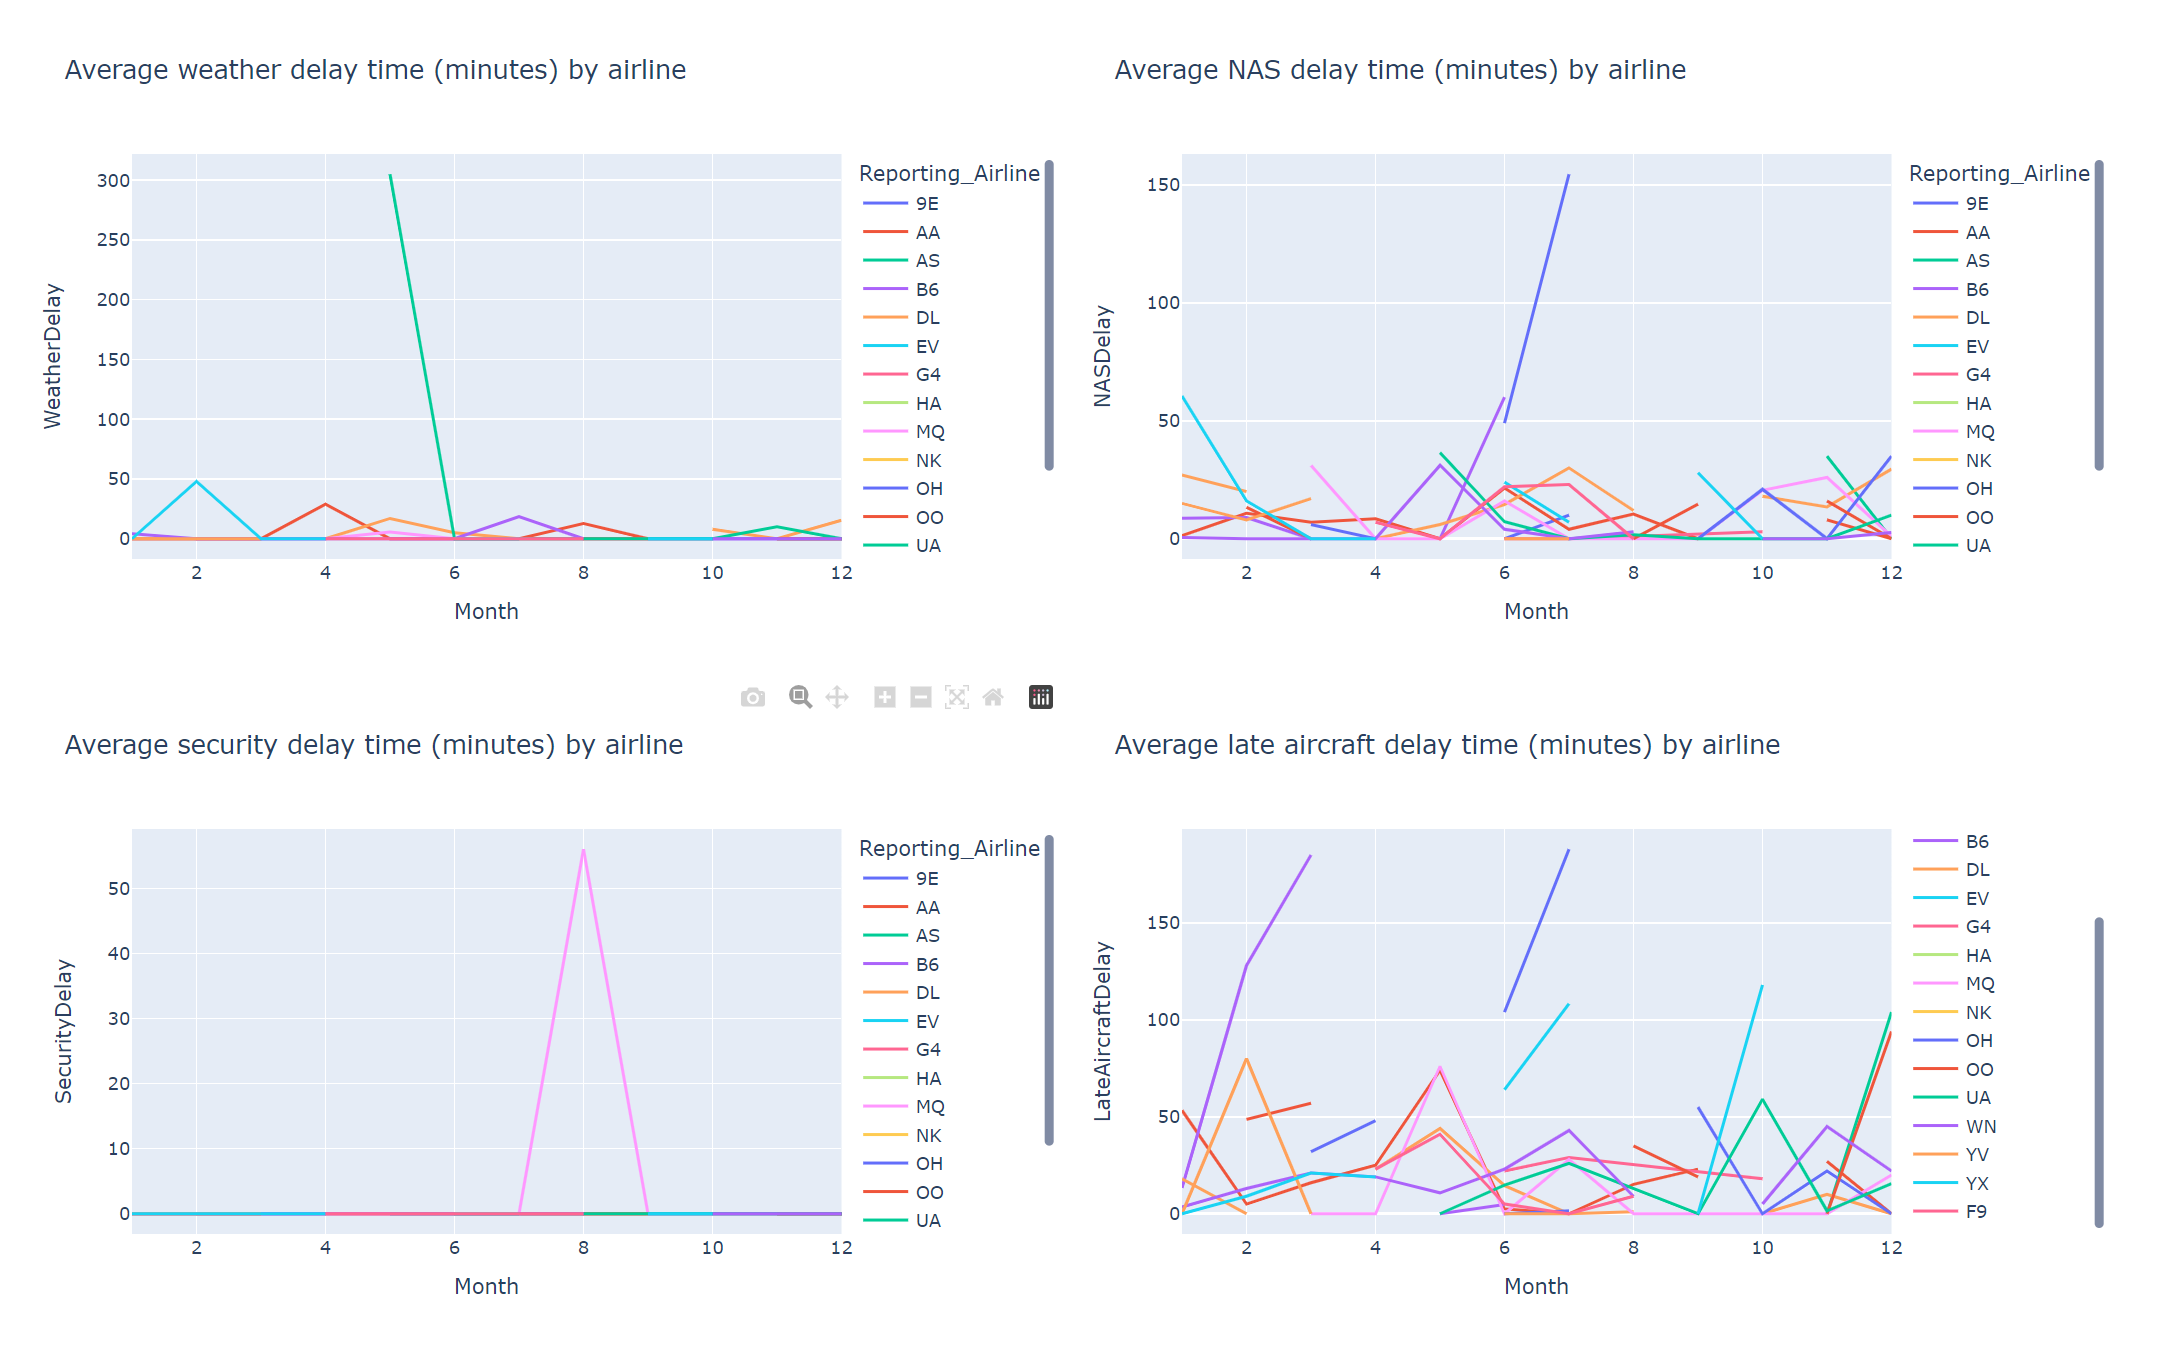 Average weather delay time (minutes) by airline
300
250
200
150
100
50
0
WeatherDelay
2 4 6 8 10 12
Month
Reporting_Airline
9E
AA
AS
B6
DL
EV
G4
HA
MQ
NK
OH
OO
UA
Average NAS delay time (minutes) by airline
150
100
50
0
NASDelay
2 4 6 8 10 12
Month
Reporting_Airline
9E
AA
AS
B6
DL
EV
G4
HA
MQ
NK
OH
OO
UA
Average security delay time (minutes) by airline
50
40
30
20
10
0
SecurityDelay
2 4 6 8 10 12
Month
Reporting_Airline
9E
AA
AS
B6
DL
EV
G4
HA
MQ
NK
OH
OO
UA
Average late aircraft delay time (minutes) by airline
150
100
50
0
LateAircraftDelay
2 4 6 8 10 12
Month
B6
DL
EV
G4
HA
MQ
NK
OH
OO
UA
WN
YV
YX
F9